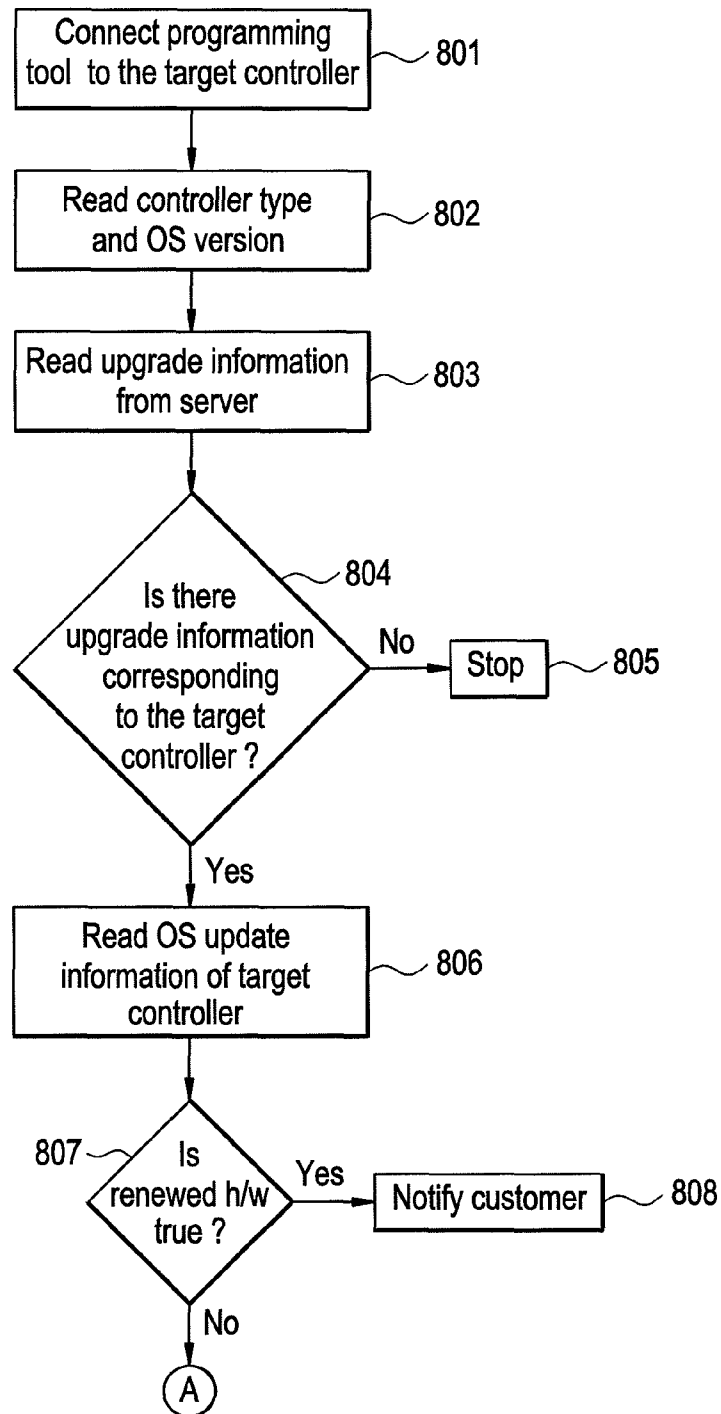 Connect programming
tool to the target controller
801
Read controller type
and OS version
802
Read upgrade information
from server
803
804
Is there
upgrade information
corresponding
to the target
controller ?
No
Stop
805
Yes
Read OS update
information of target
controller
806
807
Is
renewed h/w
true ?
Yes
Notify customer
808
No
A